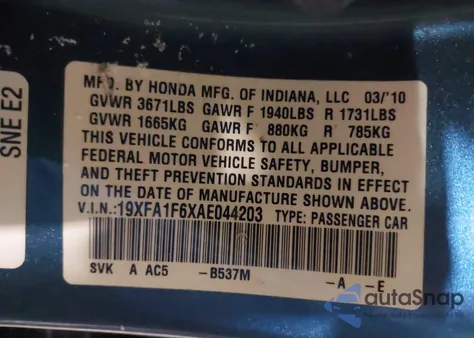 SNE E2
MFD. BY HONDA MFG. OF INDIANA, LLC 03/'10
GVWR 3671LBS GAWR F 1940LBS R 1731LBS
GVWR 1665KG GAWR F 880KG R 785KG
THIS VEHICLE CONFORMS TO ALL APPLICABLE
FEDERAL MOTOR VEHICLE SAFETY, BUMPER,
AND THEFT PREVENTION STANDARDS IN EFFECT
ON THE DATE OF MANUFACTURE SHOWN ABOVE.
V.I.N.:19XFA1F6XAE044203 TYPE: PASSENGER CAR
SVK A AC5 -B537M -A -E
autoSnap